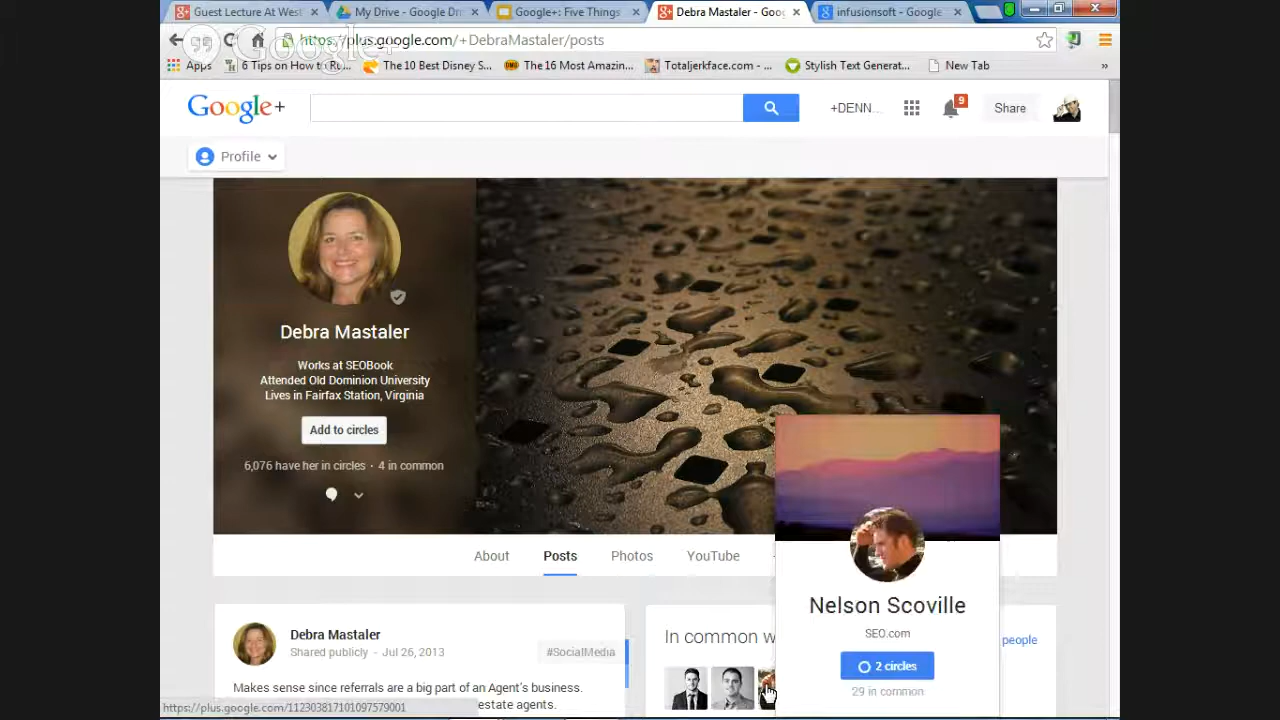 Guest Lecture At West
My Drive - Google Dr
Google+: Five Things
Debra Mastaler - Goog
infusionsoft - Google
https://plus.google.com/+DebraMastaler/posts
Google
Apps
6 Tips on How to Ru...
The 10 Best Disney S...
The 16 Most Amazin...
Totaljerkface.com - ...
Stylish Text Generat...
New Tab
»
Google+
+DENN...
9
Share
Profile
Debra Mastaler
Works at SEOBook
Attended Old Dominion University
Lives in Fairfax Station, Virginia
Add to circles
6,076 have her in circles · 4 in common
About
Posts
Photos
YouTube
Debra Mastaler
Shared publicly - Jul 26, 2013
#SocialMedia
Makes sense since referrals are a big part of an Agent's business.
estate agents.
In common w
people
Nelson Scoville
SEO.com
2 circles
29 in common
https://plus.google.com/112303817101097579001